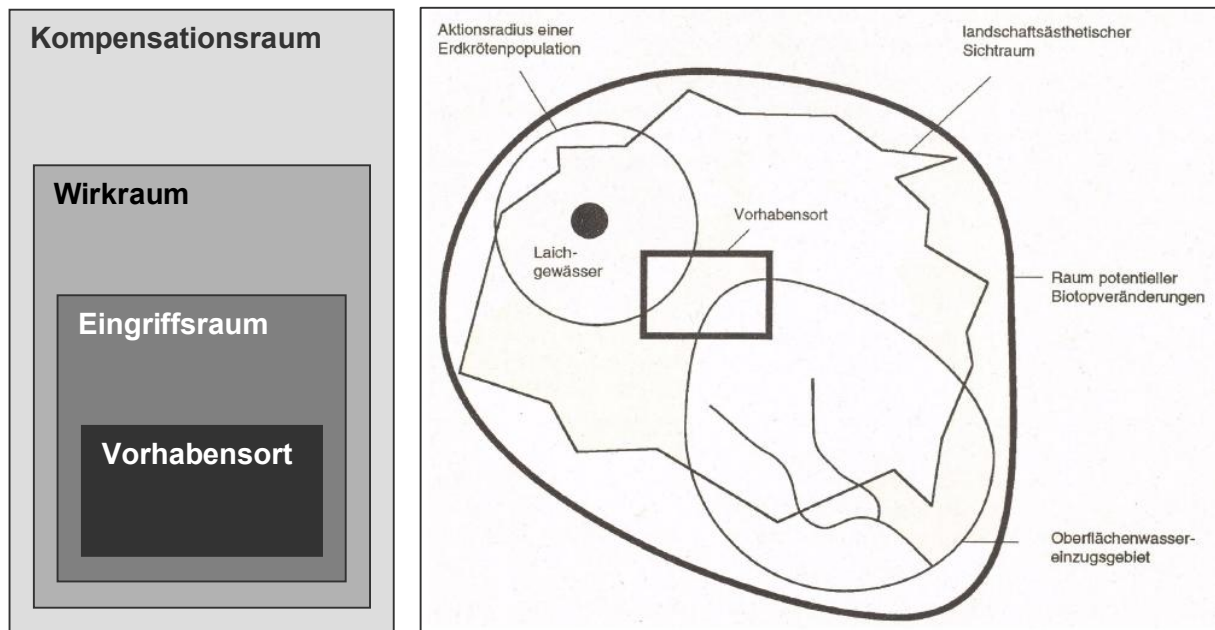 Kompensationsraum
Wirkraum
Eingriffsraum
Vorhabensort
Aktionsradius einer
Erdkrötenpopulation
landschaftsästhetischer
Sichtraum
Vorhabensort
Laich-
gewässer
Raum potentieller
Biotopveränderungen
Oberflächenwasser-
einzugsgebiet